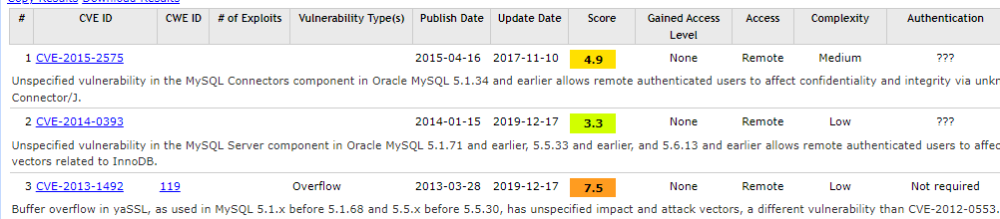 Copy Results Download Results
# CVE ID CWE ID # of Exploits Vulnerability Type(s) Publish Date Update Date Score Gained Access Level Access Complexity Authentication
1 CVE-2015-2575 2015-04-16 2017-11-10 4.9 None Remote Medium ???
Unspecified vulnerability in the MySQL Connectors component in Oracle MySQL 5.1.34 and earlier allows remote authenticated users to affect confidentiality and integrity via unkn
Connector/J.
2 CVE-2014-0393 2014-01-15 2019-12-17 3.3 None Remote Low ???
Unspecified vulnerability in the MySQL Server component in Oracle MySQL 5.1.71 and earlier, 5.5.33 and earlier, and 5.6.13 and earlier allows remote authenticated users to affec
vectors related to InnoDB.
3 CVE-2013-1492 119 Overflow 2013-03-28 2019-12-17 7.5 None Remote Low Not required
Buffer overflow in yaSSL, as used in MySQL 5.1.x before 5.1.68 and 5.5.x before 5.5.30, has unspecified impact and attack vectors, a different vulnerability than CVE-2012-0553.